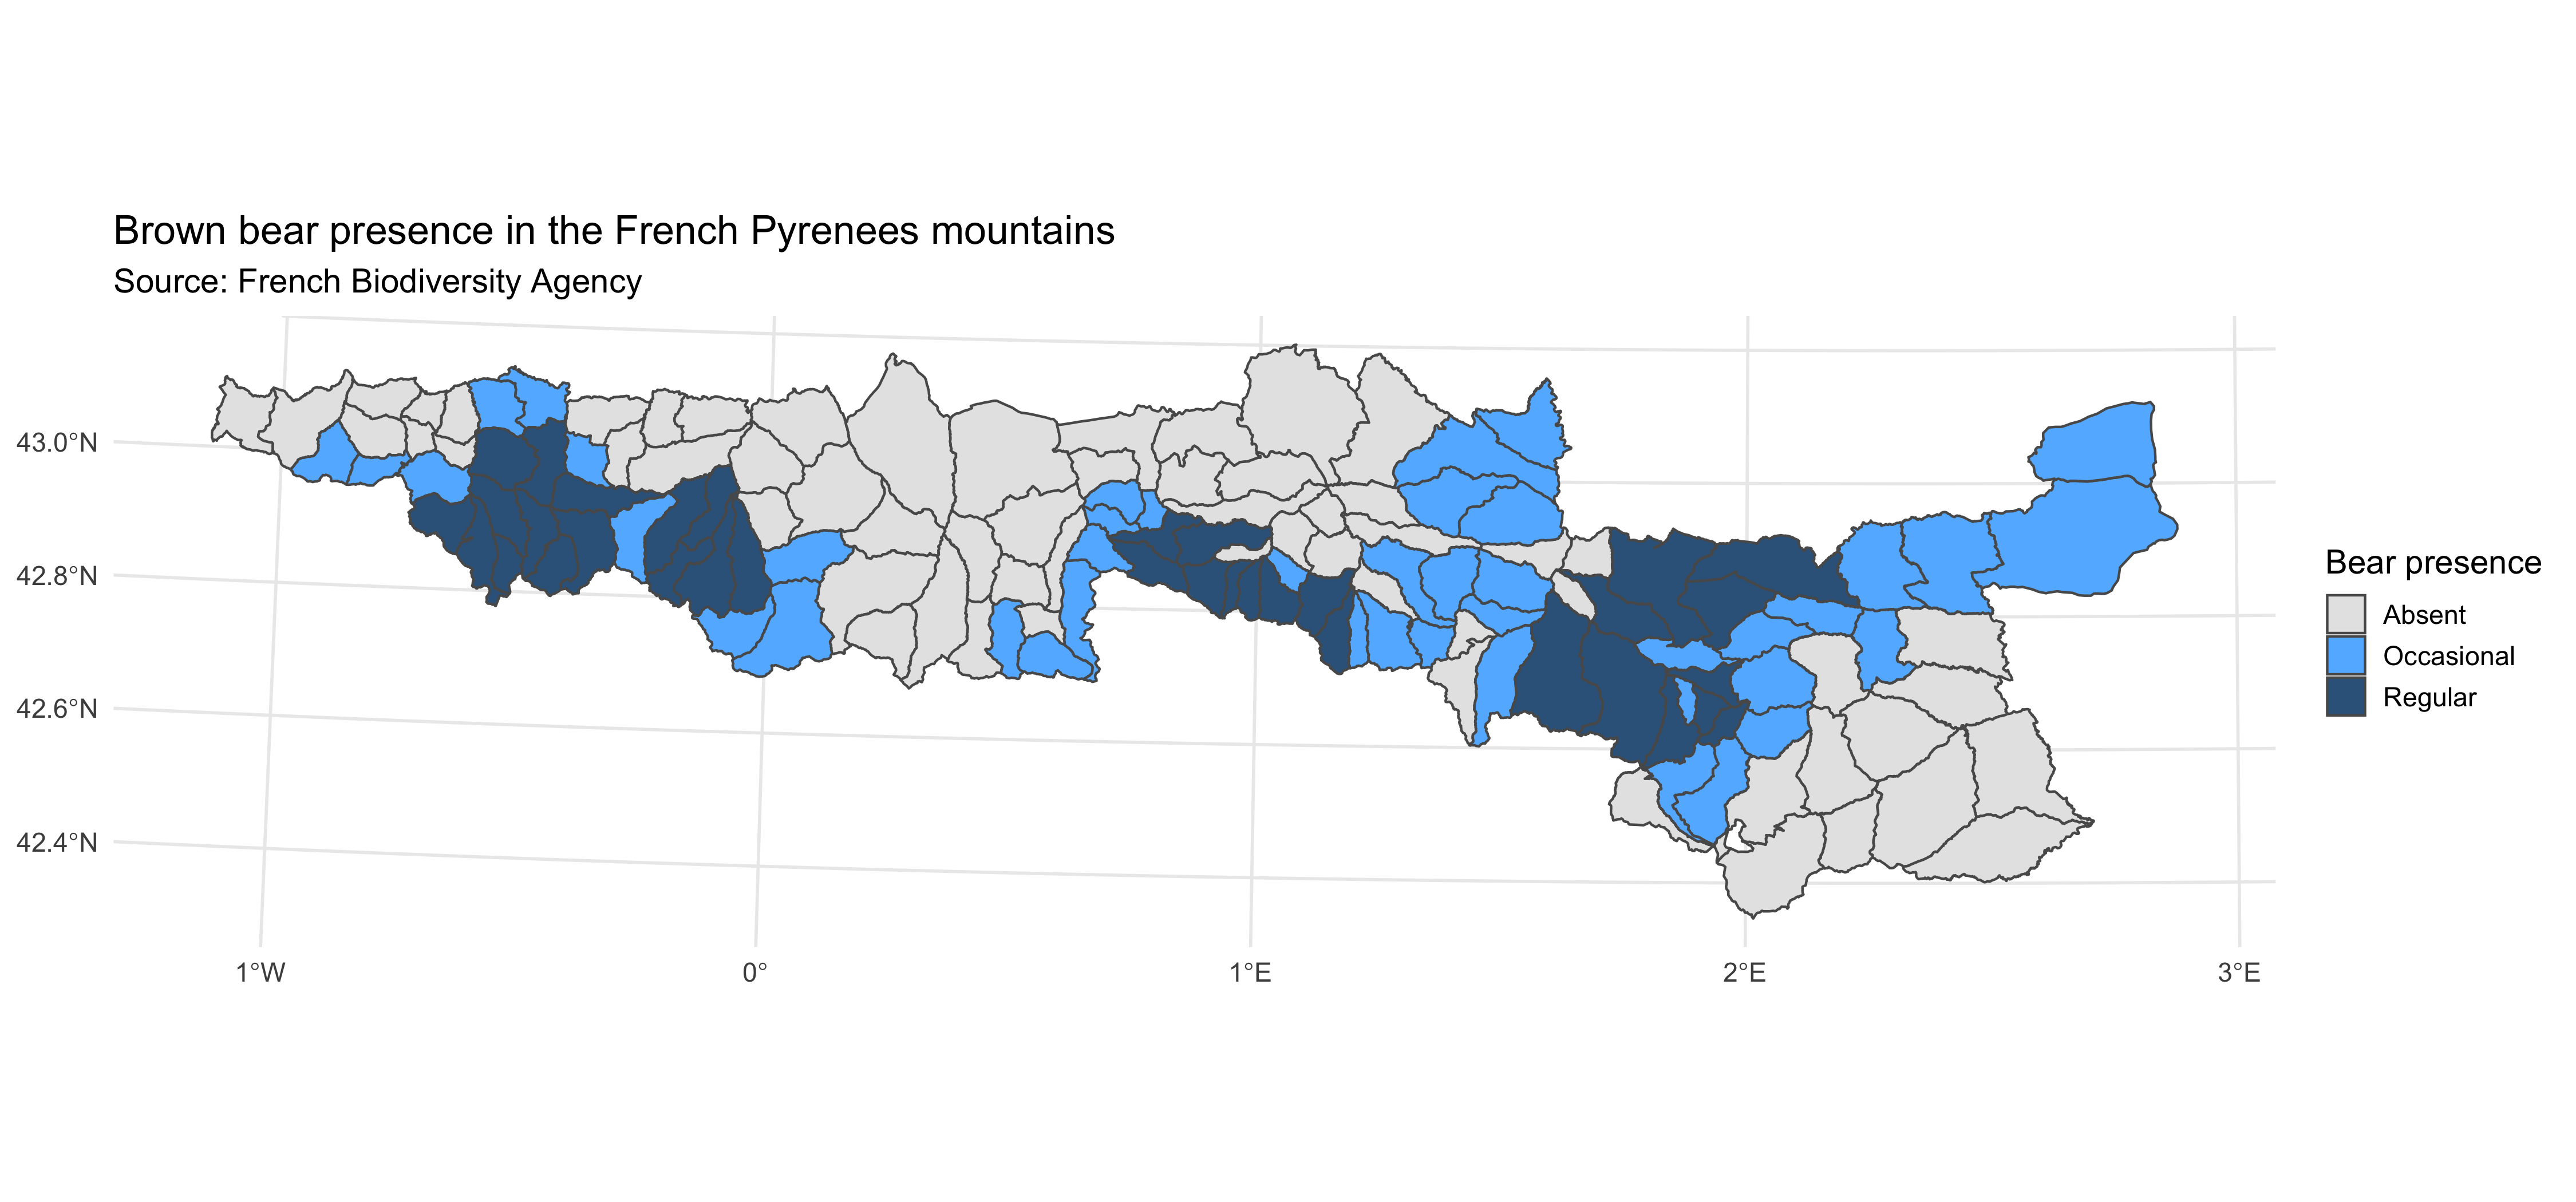 Brown bear presence in the French Pyrenees mountains
Source: French Biodiversity Agency
43.0°N
42.8°N
42.6°N
42.4°N
1°W
0°
1°E
2°E
3°E
Bear presence
Absent
Occasional
Regular